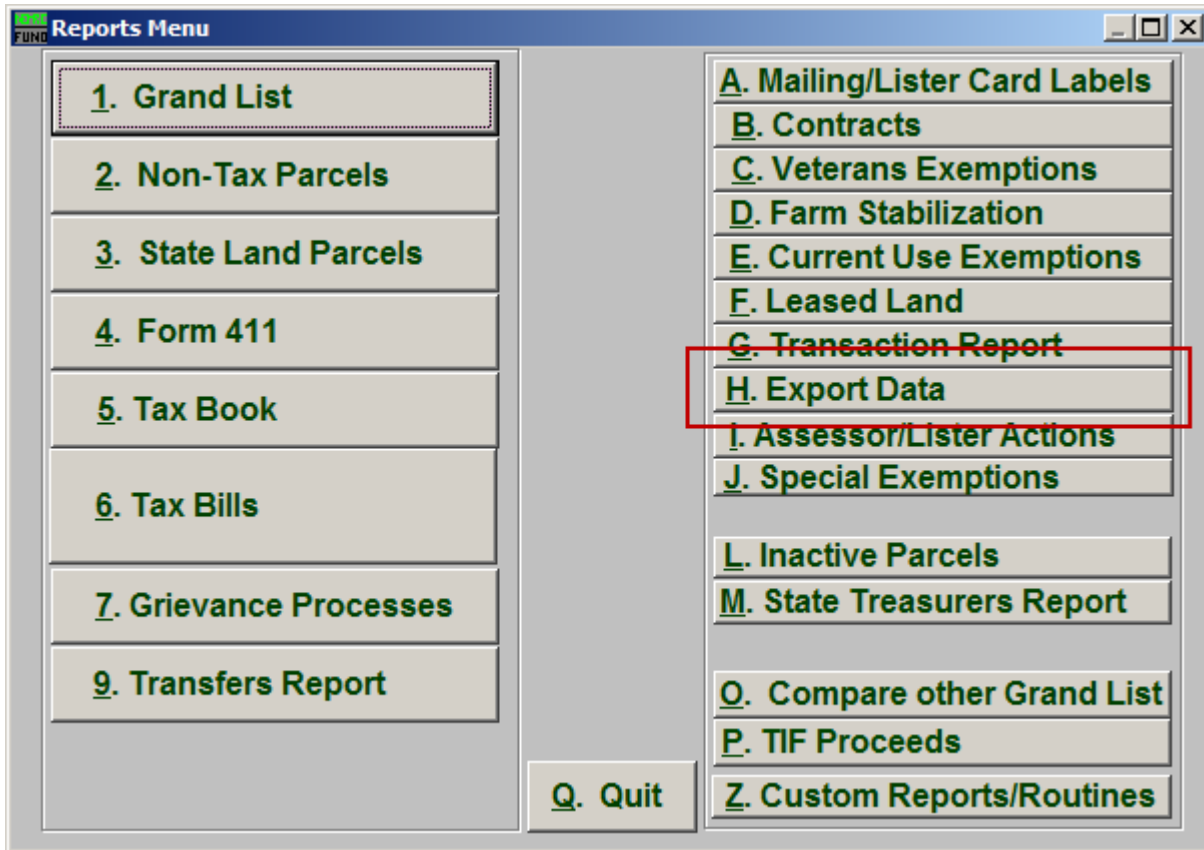 NEMRC
FUND
Reports Menu
1. Grand List
2. Non-Tax Parcels
3. State Land Parcels
4. Form 411
5. Tax Book
6. Tax Bills
7. Grievance Processes
9. Transfers Report
Q. Quit
A. Mailing/Lister Card Labels
B. Contracts
C. Veterans Exemptions
D. Farm Stabilization
E. Current Use Exemptions
F. Leased Land
G. Transaction Report
H. Export Data
I. Assessor/Lister Actions
J. Special Exemptions
L. Inactive Parcels
M. State Treasurers Report
O. Compare other Grand List
P. TIF Proceeds
Z. Custom Reports/Routines